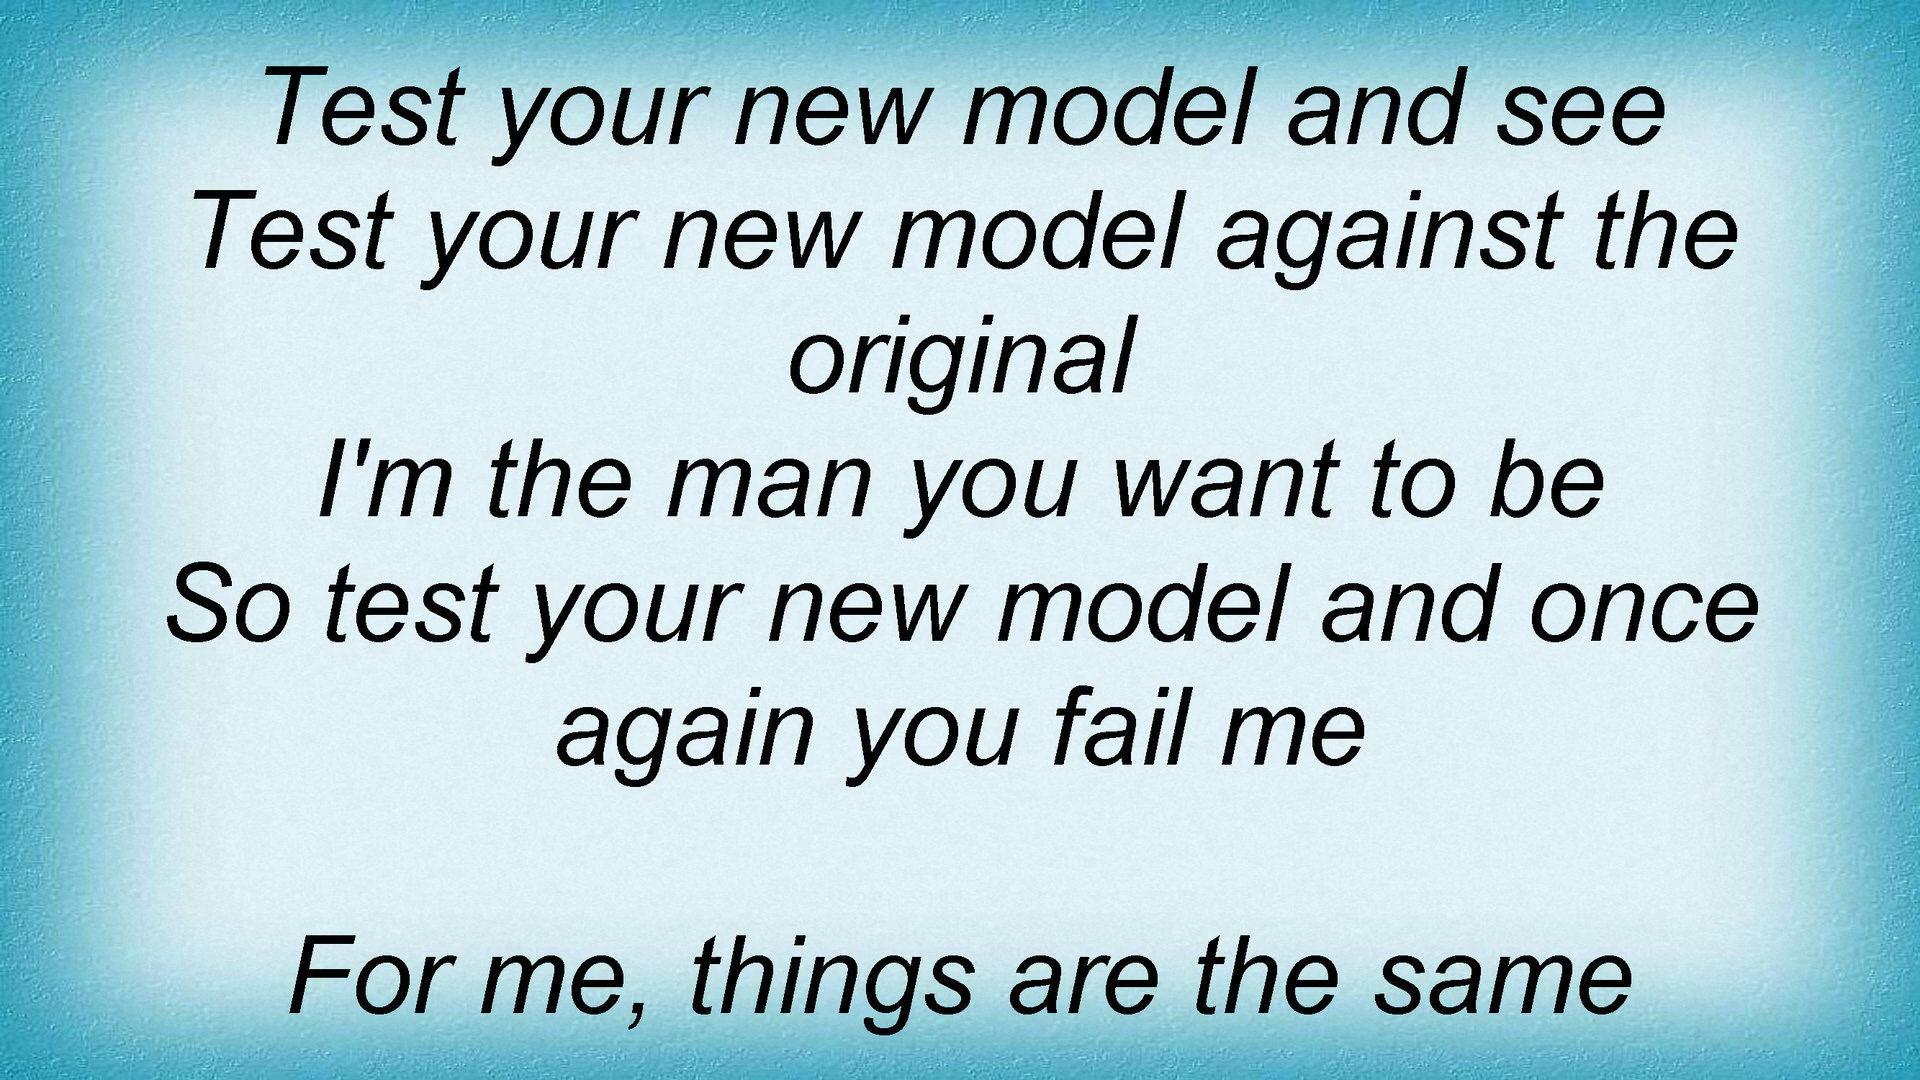 Test your new model and see
Test your new model against the
original
I'm the man you want to be
So test your new model and once
again you fail me
For me, things are the same